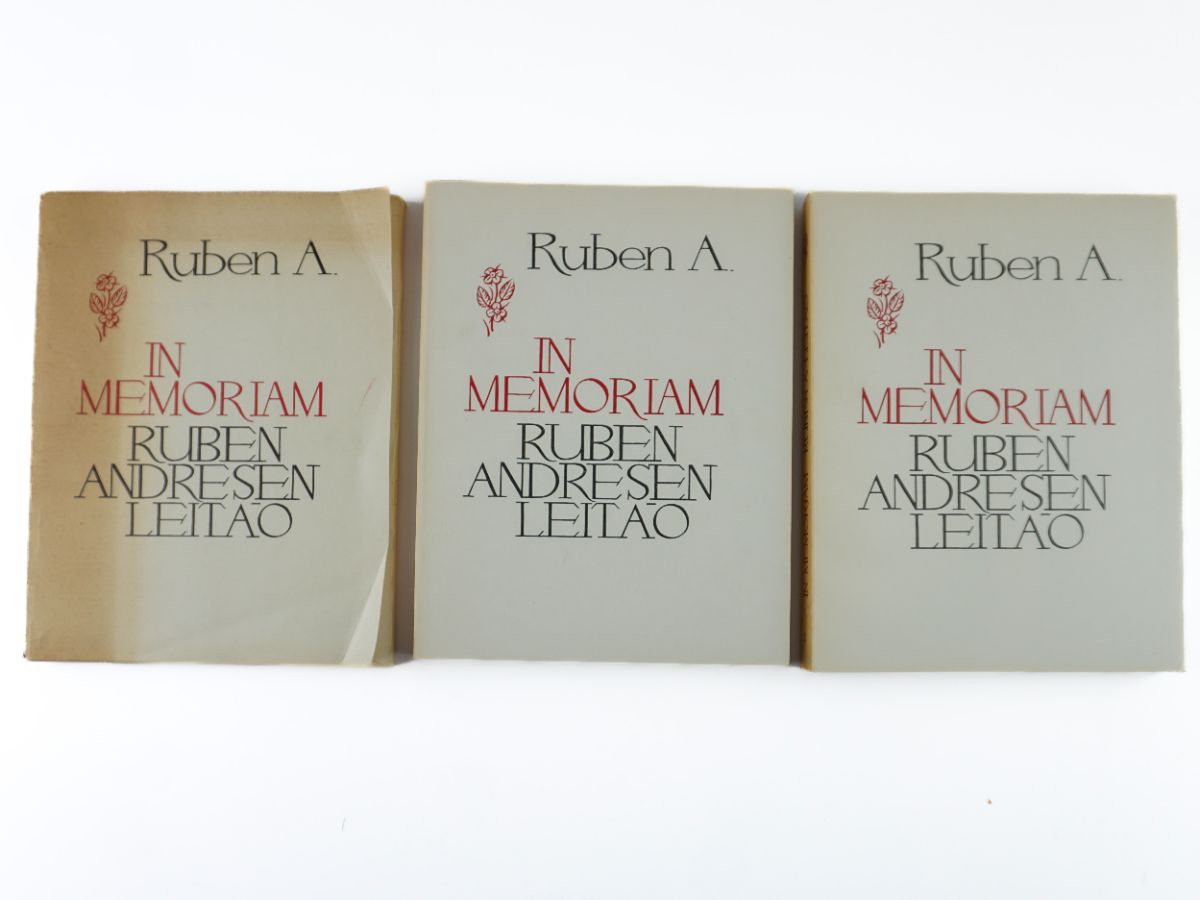 Ruben A.
IN
MEMORIAM
RUBEN
ANDRESEN
LEITÃO
Ruben A.
IN
MEMORIAM
RUBEN
ANDRESEN
LEITÃO
Ruben A.
IN
MEMORIAM
RUBEN
ANDRESEN
LEITÃO